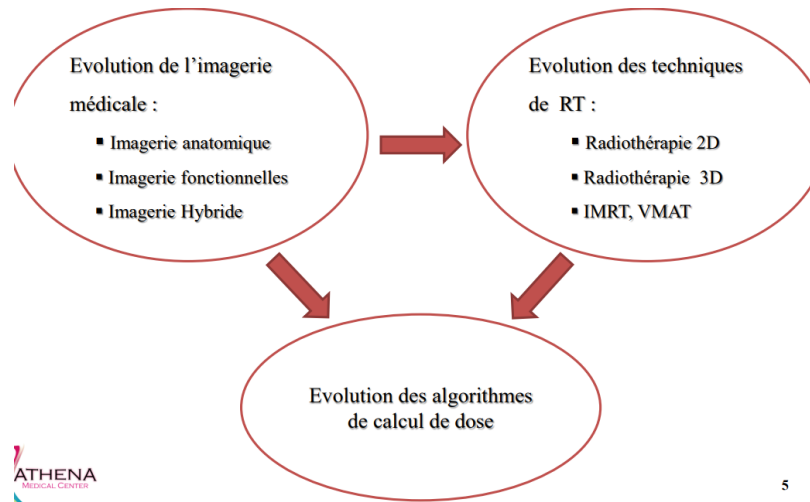 Evolution de l'imagerie
médicale :
▪ Imagerie anatomique
▪ Imagerie fonctionnelles
▪ Imagerie Hybride
Evolution des techniques
de RT :
▪ Radiothérapie 2D
▪ Radiothérapie 3D
▪ IMRT, VMAT
Evolution des algorithmes
de calcul de dose
ATHENA
MEDICAL CENTER
5